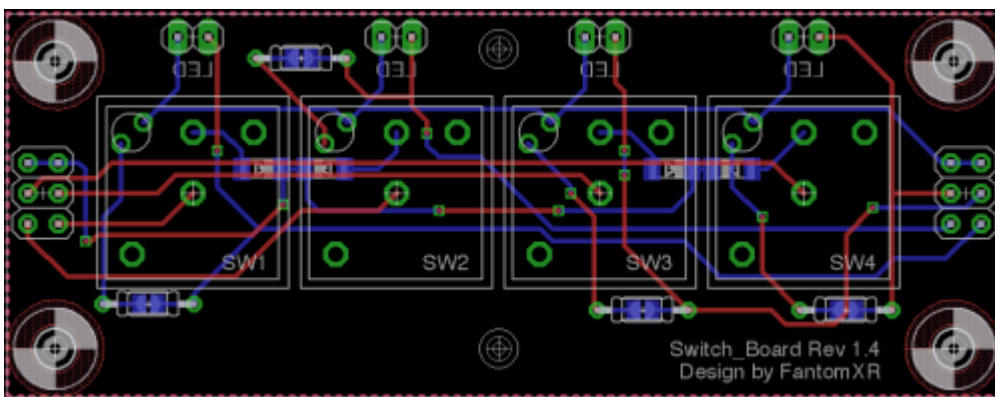 LED
LED
LED
LED
SW1
SW2
SW3
SW4
Switch_Board Rev 1.4
Design by FantomXR